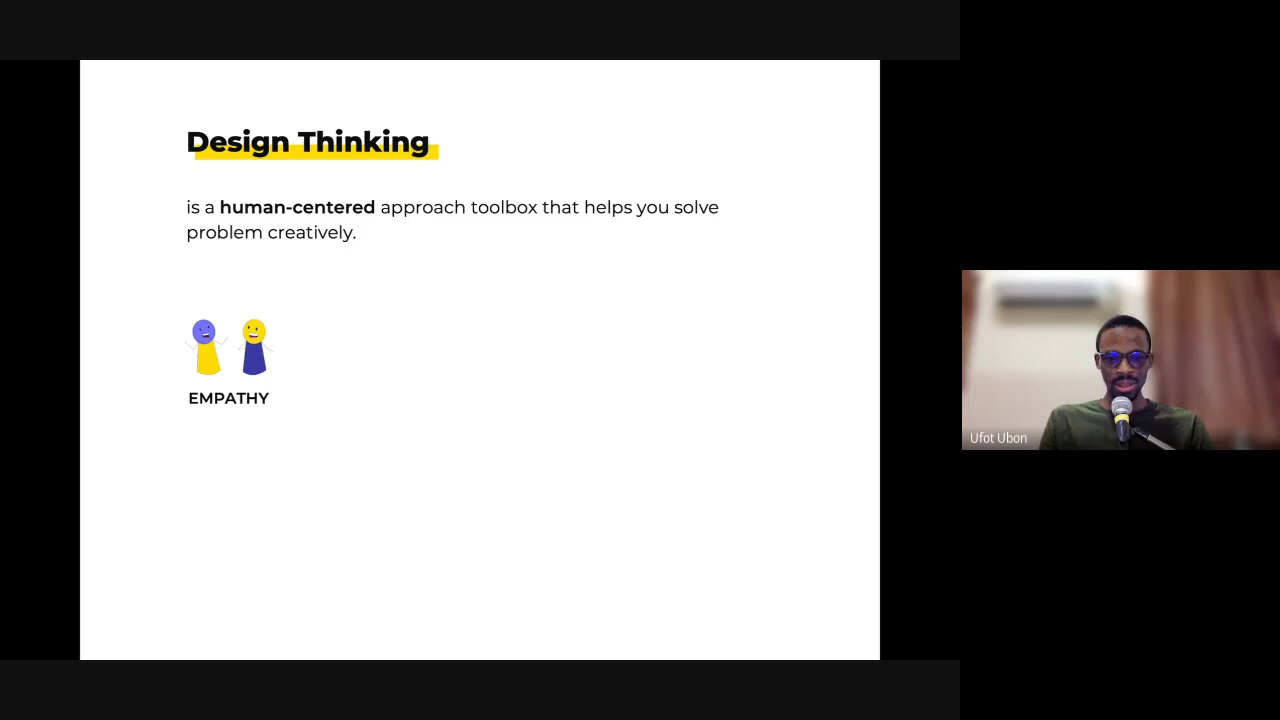 Design Thinking
is a human-centered approach toolbox that helps you solve
problem creatively.
EMPATHY
Ufot Ubon